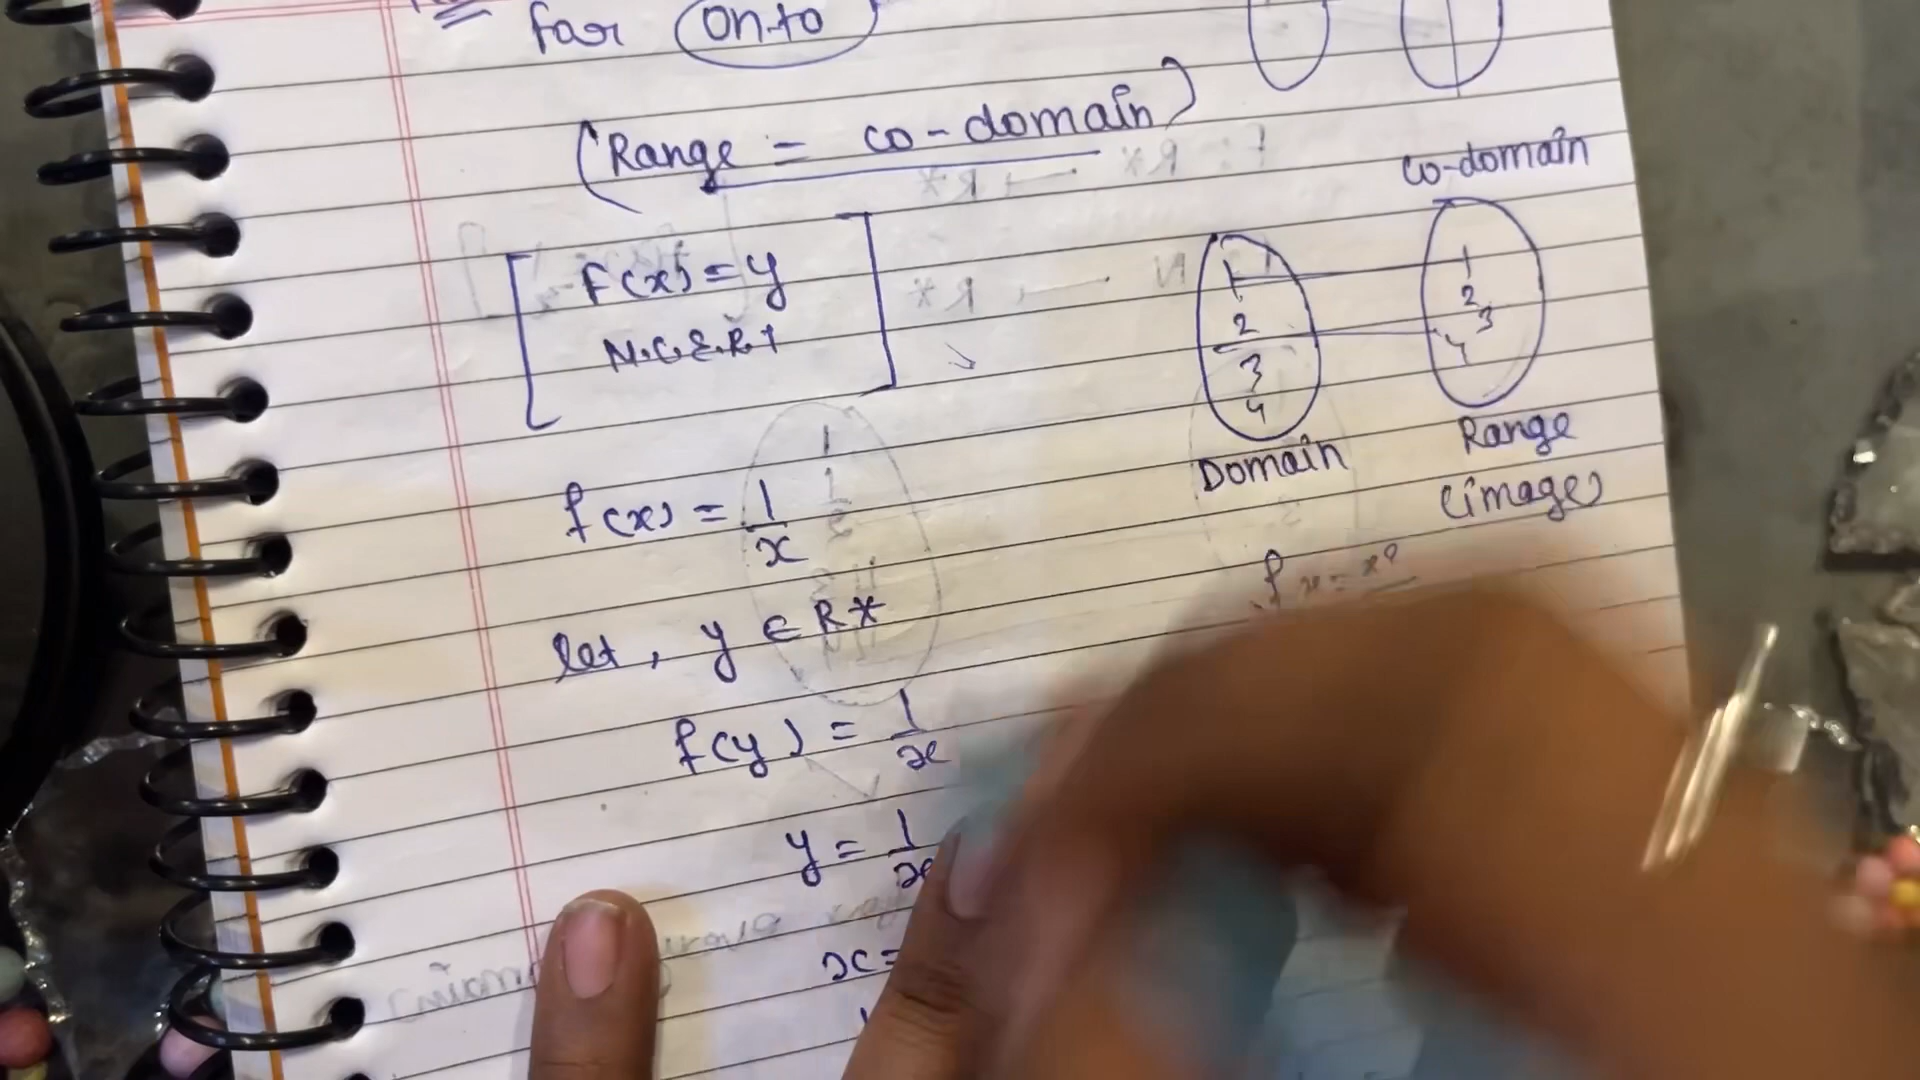 for onto
(Range = co-domain)
F(x) = y
N.C.E.R.T
co-domain
1
2
3
4
1
2
3
4
Domain
Range
(image)
f(x) = 1/x
let, y ∈ R*
f(y) = 1/x
y = 1/x
x =